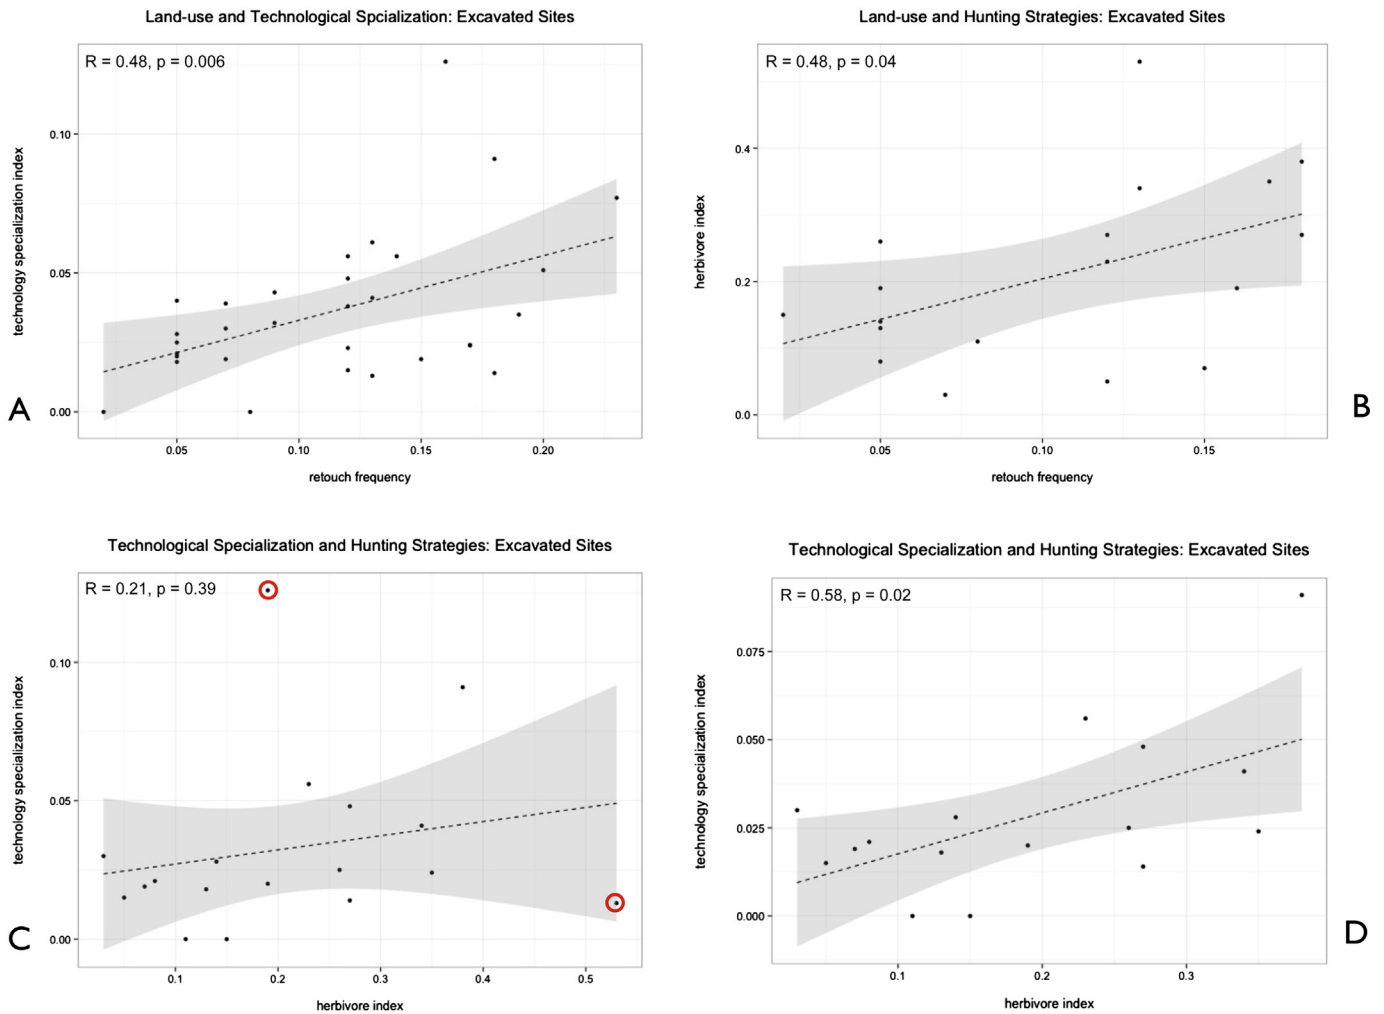 A
Land-use and Technological Spcialization: Excavated Sites
R = 0.48, p = 0.006
technology specialization index
0.10
0.05
0.00
0.05
0.10
0.15
0.20
retouch frequency
Land-use and Hunting Strategies: Excavated Sites
R = 0.48, p = 0.04
herbivore index
0.4
0.2
0.0
0.05
0.10
0.15
retouch frequency
B
Technological Specialization and Hunting Strategies: Excavated Sites
R = 0.21, p = 0.39
technology specialization index
0.10
0.05
0.00
0.1
0.2
0.3
0.4
0.5
herbivore index
C
Technological Specialization and Hunting Strategies: Excavated Sites
R = 0.58, p = 0.02
technology specialization index
0.075
0.050
0.025
0.000
0.1
0.2
0.3
herbivore index
D